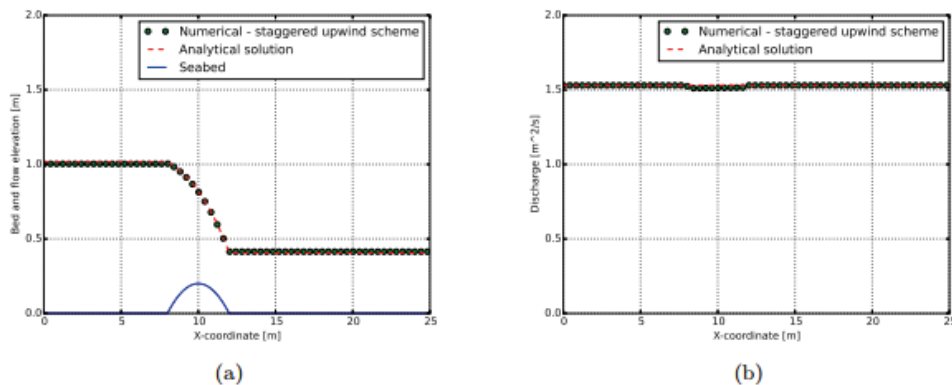 2.0
1.5
1.0
0.5
0.0
0
5
10
15
20
25
Bed and flow elevation [m]
X-coordinate [m]
Numerical - staggered upwind scheme
Analytical solution
Seabed
(a)
2.0
1.5
1.0
0.5
0.0
0
5
10
15
20
25
Discharge [m^2/s]
X-coordinate [m]
Numerical - staggered upwind scheme
Analytical solution
(b)